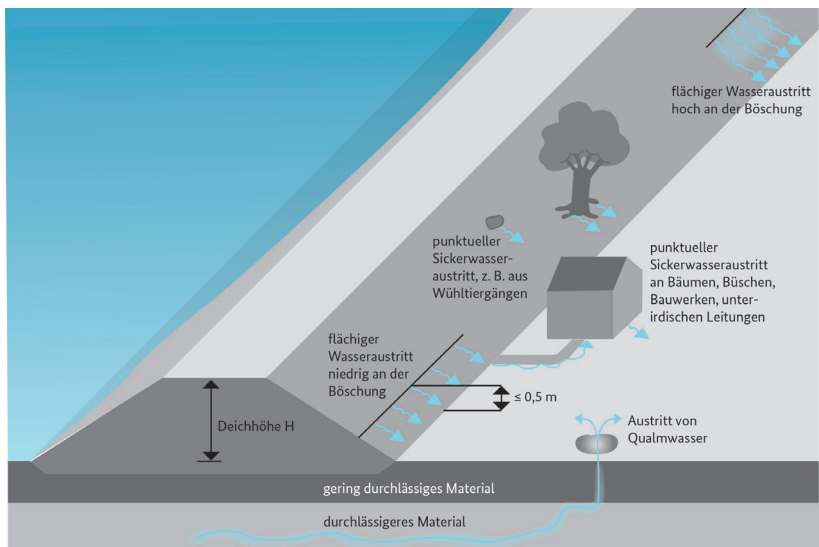 flächiger Wasseraustritt
hoch an der Böschung
punktueller
Sickerwasser-
austritt, z. B. aus
Wühltiergängen
punktueller
Sickerwasseraustritt
an Bäumen, Büschen,
Bauwerken, unter-
irdischen Leitungen
flächiger
Wasseraustritt
niedrig an der
Böschung
≤ 0,5 m
Deichhöhe H
Austritt von
Qualmwasser
gering durchlässiges Material
durchlässigeres Material